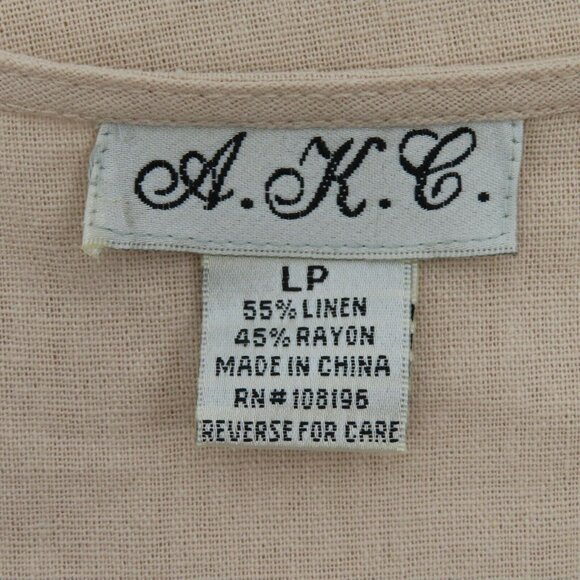 A.K.C.
LP
55% LINEN
45% RAYON
MADE IN CHINA
RN#108196
REVERSE FOR CARE